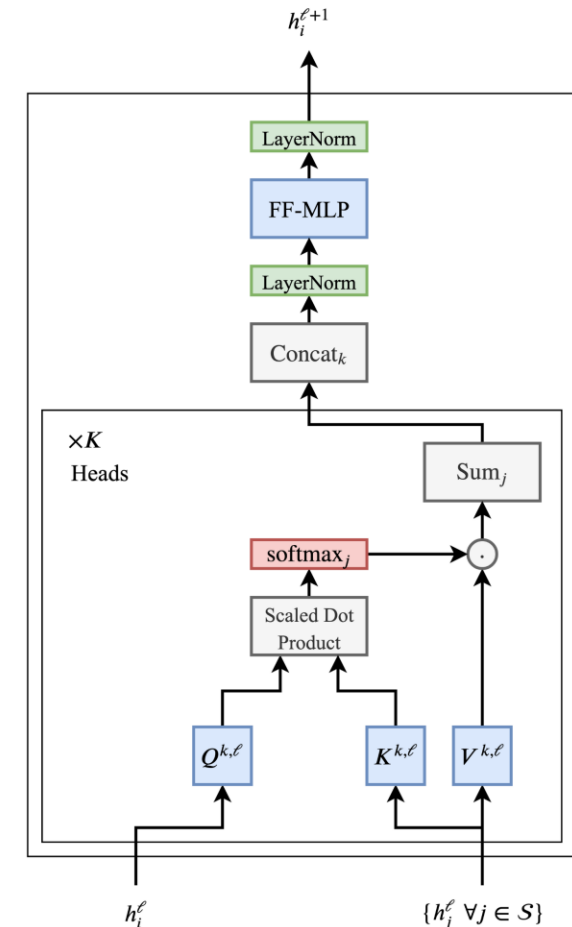 h_i^{ℓ+1}
LayerNorm
FF-MLP
LayerNorm
Concat_k
×K
Heads
Sum_j
softmax_j
.
Scaled Dot
Product
Q^{k,ℓ} K^{k,ℓ} V^{k,ℓ}
h_i^ℓ {h_j^ℓ ∀j ∈ S}